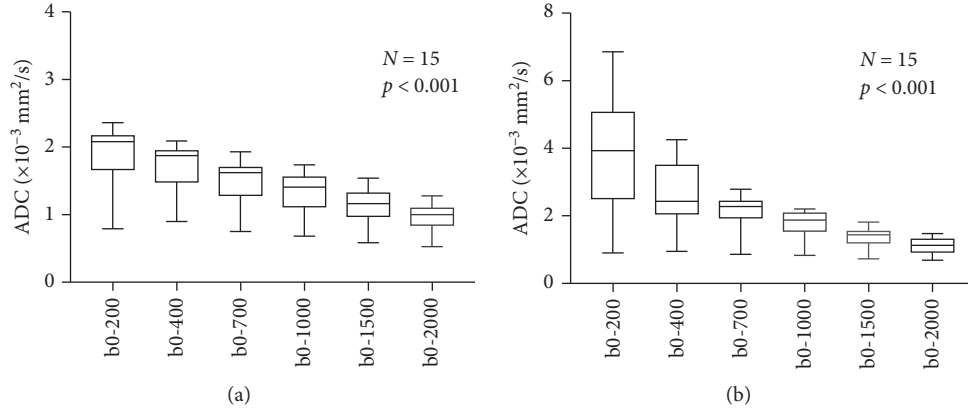 4
3
2
1
0
ADC (×10⁻³ mm²/s)
N = 15
p < 0.001
b0-200
b0-400
b0-700
b0-1000
b0-1500
b0-2000
(a)
8
6
4
2
0
ADC (×10⁻³ mm²/s)
N = 15
p < 0.001
b0-200
b0-400
b0-700
b0-1000
b0-1500
b0-2000
(b)